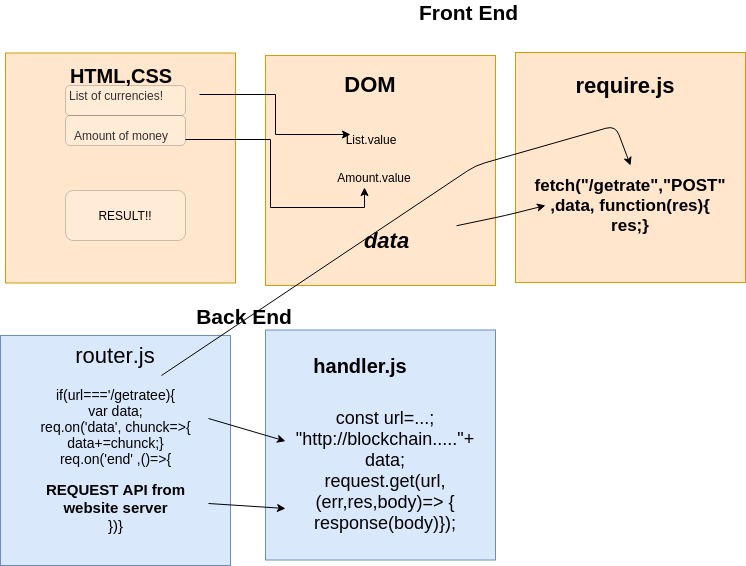 Front End
HTML,CSS
List of currencies!
Amount of money
RESULT!!
DOM
List.value
Amount.value
data
require.js
fetch("/getrate","POST"
,data, function(res){
res;}
Back End
router.js
if(url==='/getratee){
var data;
req.on('data', chunck=>{
data+=chunck;}
req.on('end' ,()=>{
REQUEST API from
website server
})}
handler.js
const url=...;
"http://blockchain....."+
data;
request.get(url,
(err,res,body)=> {
response(body)});